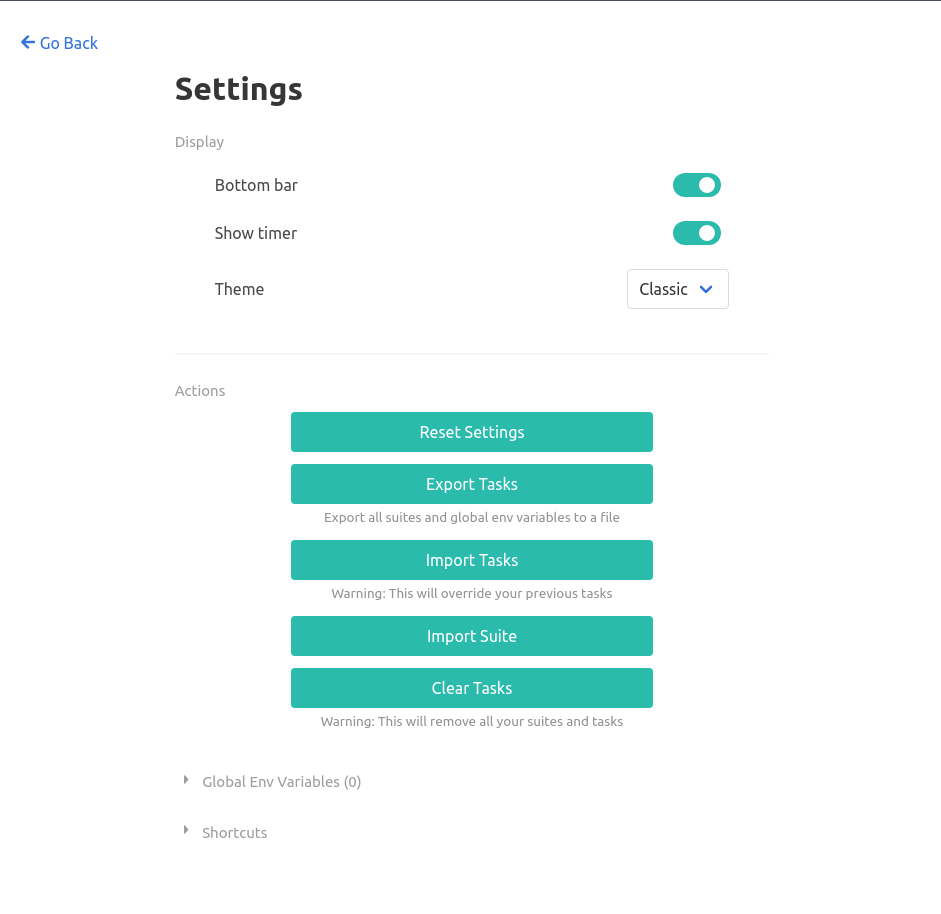 Go Back
Settings
Display
Bottom bar
Show timer
Theme
Classic
Actions
Reset Settings
Export Tasks
Export all suites and global env variables to a file
Import Tasks
Warning: This will override your previous tasks
Import Suite
Clear Tasks
Warning: This will remove all your suites and tasks
Global Env Variables (0)
Shortcuts